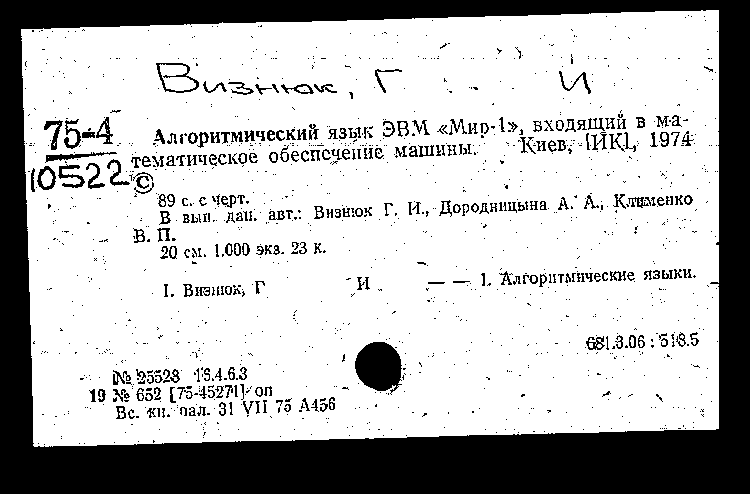 Визнюк, Г И
75-4
10522
Алгоритмический язык ЭВМ «Мир-1», входящий в ма-
тематическое обеспечение машины. Киев, [ИК], 1974
©
89 с. с черт.
В вып. дан. авт.: Визнюк Г. И., Дородницына А. А., Клименко
В. П.
20 см. 1.000 экз. 23 к.
I. Визнюк, Г И — — 1. Алгоритмические языки.
681.3.06 : 518.5
№ 25528 18.4.6.3
19 № 652 [75-45271] оп
Вс. кн. пал. 31 VII 75 А456